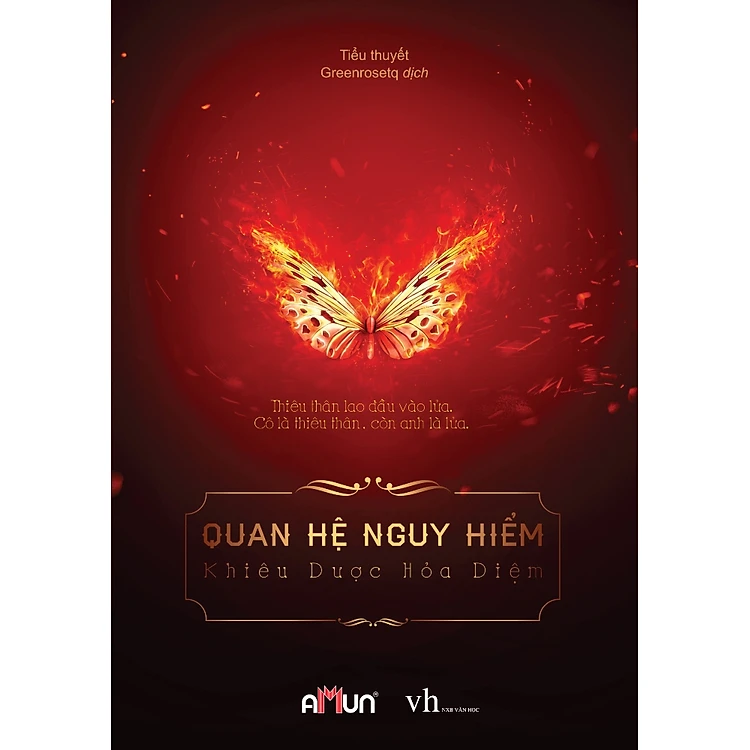 Tiểu thuyết
Greenrosetq dịch
Thiêu thân lao đầu vào lửa.
Cô là thiêu thân, còn anh là lửa.
QUAN HỆ NGUY HIỂM
Khiêu Dược Hỏa Diệm
AMUN®
vh NXB VĂN HỌC